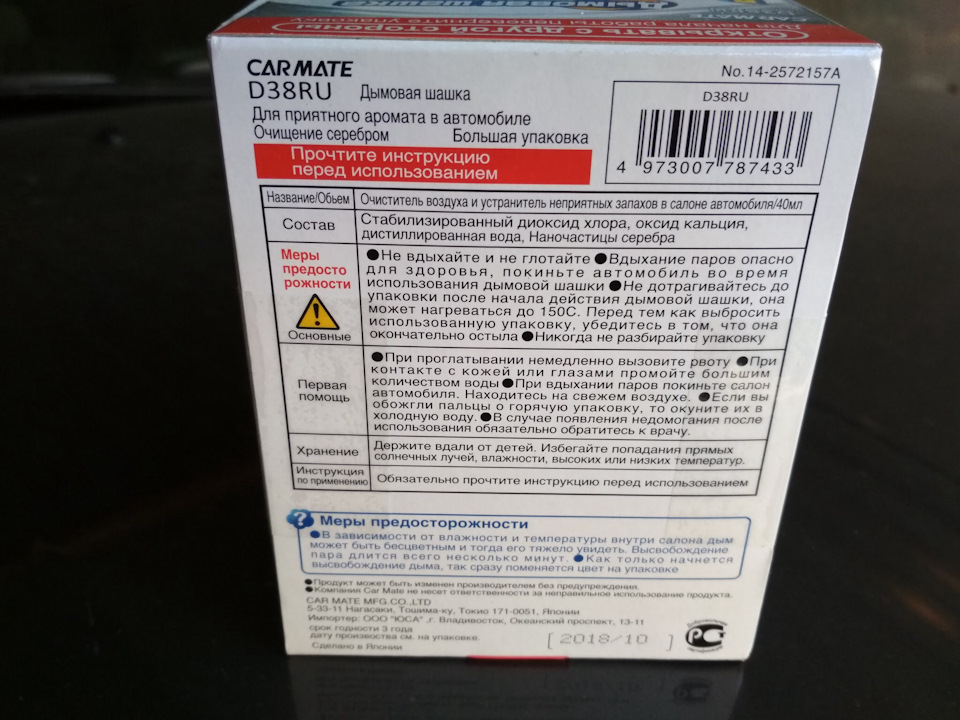 Дымовая шашка
CAR MATE
Открывать с другой стороны
для начала работы переверните упаковку
CARMATE
No.14-2572157A
D38RU Дымовая шашка
D38RU
Для приятного аромата в автомобиле
Очищение серебром Большая упаковка
4 973007 787433
Прочтите инструкцию
перед использованием
Название/Обьем Очиститель воздуха и устранитель неприятных запахов в салоне автомобиля/40мл
Состав
Стабилизированный диоксид хлора, оксид кальция,
дистиллированная вода, Наночастицы серебра
Меры
предосто
рожности
Основные
●Не вдыхайте и не глотайте ●Вдыхание паров опасно
для здоровья, покиньте автомобиль во время
использования дымовой шашки ●Не дотрагивайтесь до
упаковки после начала действия дымовой шашки, она
может нагреваться до 150С. Перед тем как выбросить
использованную упаковку, убедитесь в том, что она
окончательно остыла ●Никогда не разбирайте упаковку
Первая
помощь
●При проглатывании немедленно вызовите рвоту ●При
контакте с кожей или глазами промойте большим
количеством воды ●При вдыхании паров покиньте салон
автомобиля. Находитесь на свежем воздухе. ●Если вы
обожгли пальцы о горячую упаковку, то окуните их в
холодную воду. ●В случае появления недомогания после
использования обязательно обратитесь к врачу.
Хранение
Держите вдали от детей. Избегайте попадания прямых
солнечных лучей, влажности, высоких или низких температур.
Инструкция
по применению
Обязательно прочтите инструкцию перед использованием
? Меры предосторожности
●В зависимости от влажности и температуры внутри салона дым
может быть бесцветным и тогда его тяжело увидеть. Высвобождение
пара длится всего несколько минут. ●Как только начнется
высвобождение дыма, так сразу поменяется цвет на упаковке
●Продукт может быть изменен производителем без предупреждения.
●Компания Car Mate не несет ответственности за неправильное использование продукта.
CAR MATE MFG.CO.,LTD
5-33-11 Нагасаки, Тошима-ку, Токио 171-0051, Японии
Импортер: ООО "ЮСА" ,г. Владивосток, Океанский проспект, 13-11
срок годности 3 года
дату произвоства см. на упаковке.
[ 2018/10 ]
Сделано в Японии